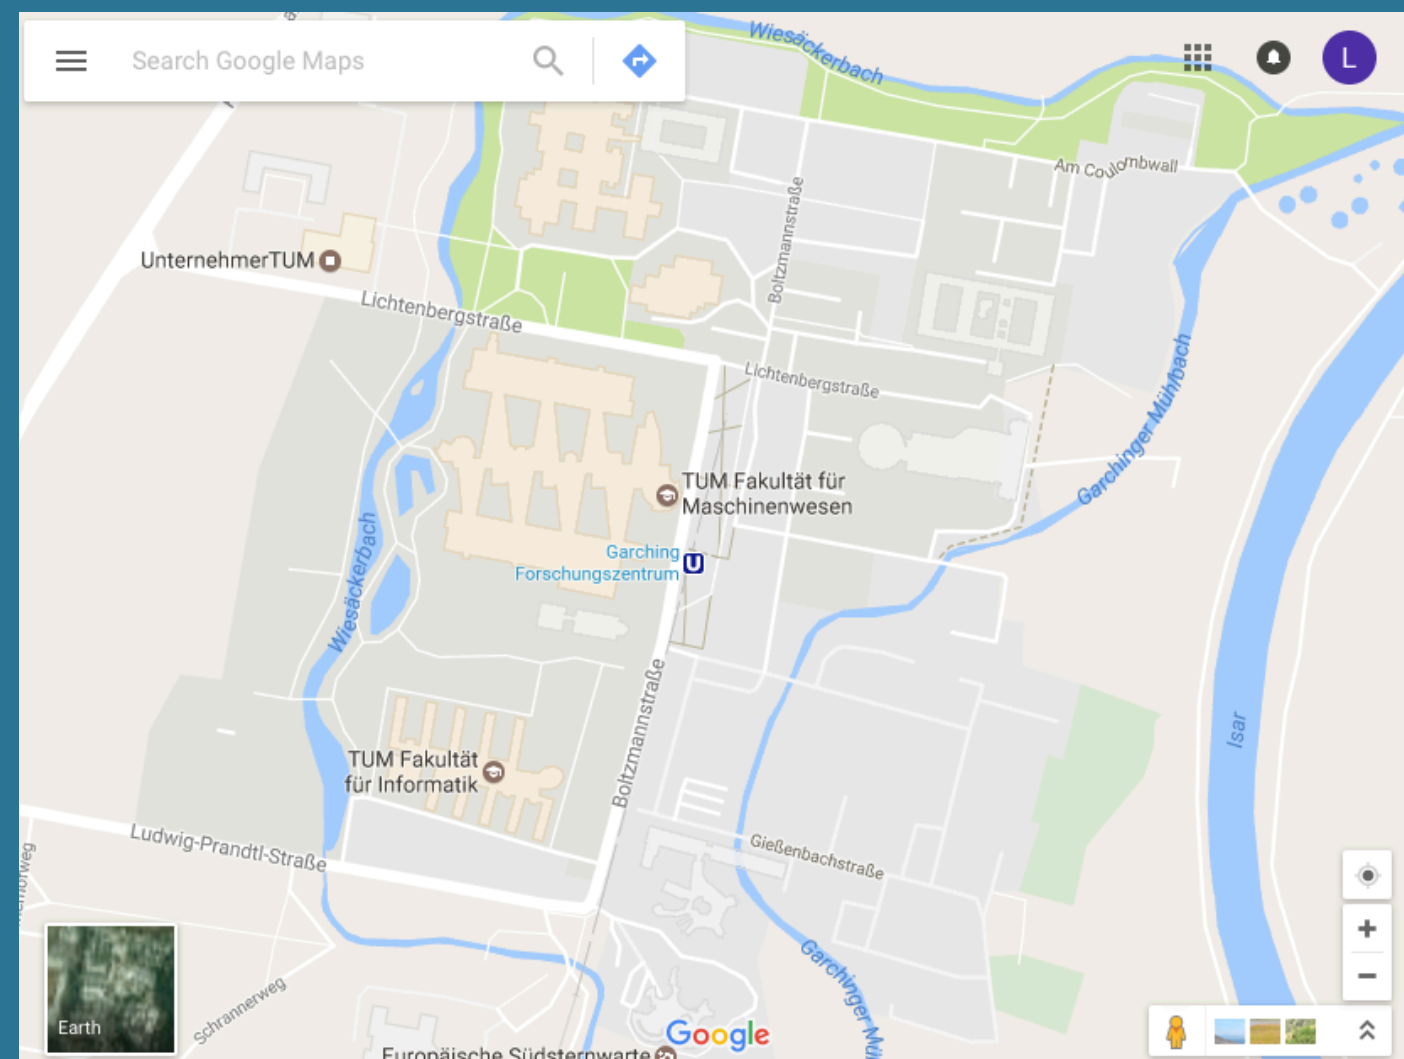 Search Google Maps
L
Wiesäckerbach
Am Coulombwall
Boltzmannstraße
UnternehmerTUM
Lichtenbergstraße
Lichtenbergstraße
Garchinger Mühlbach
TUM Fakultät für
Maschinenwesen
Garching
Forschungszentrum
U
Wiesäckerbach
Boltzmannstraße
Isar
TUM Fakultät
für Informatik
Ludwig-Prandtl-Straße
Gießenbachstraße
Garchinger Mü
Schrannerweg
Earth
Google
Europäische Südsternwarte